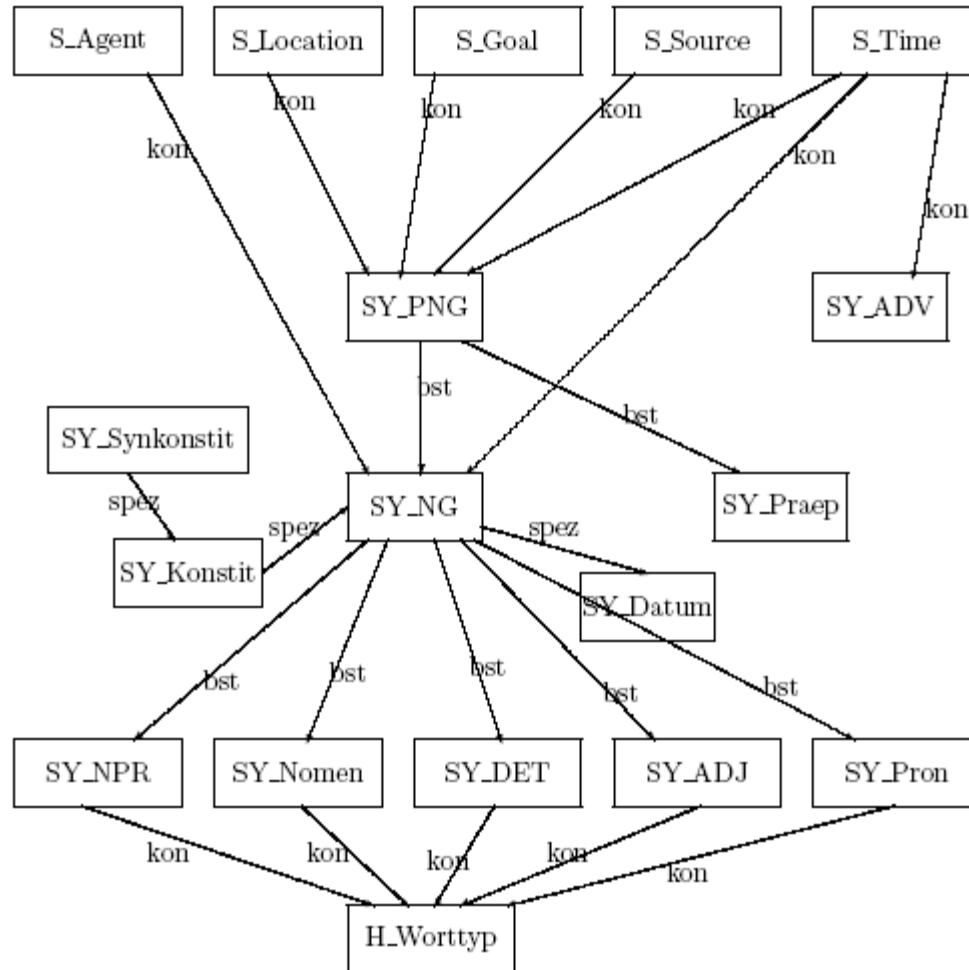 S_Agent S_Location S_Goal S_Source S_Time
kon kon kon kon
kon kon
kon
SY_PNG SY_ADV
bst
bst
SY_Synkonstit
spez
SY_NG SY_Praep
spez spez
SY_Konstit
SY_Datum
bst bst bst bst bst
SY_NPR SY_Nomen SY_DET SY_ADJ SY_Pron
kon kon kon kon kon
H_Worttyp